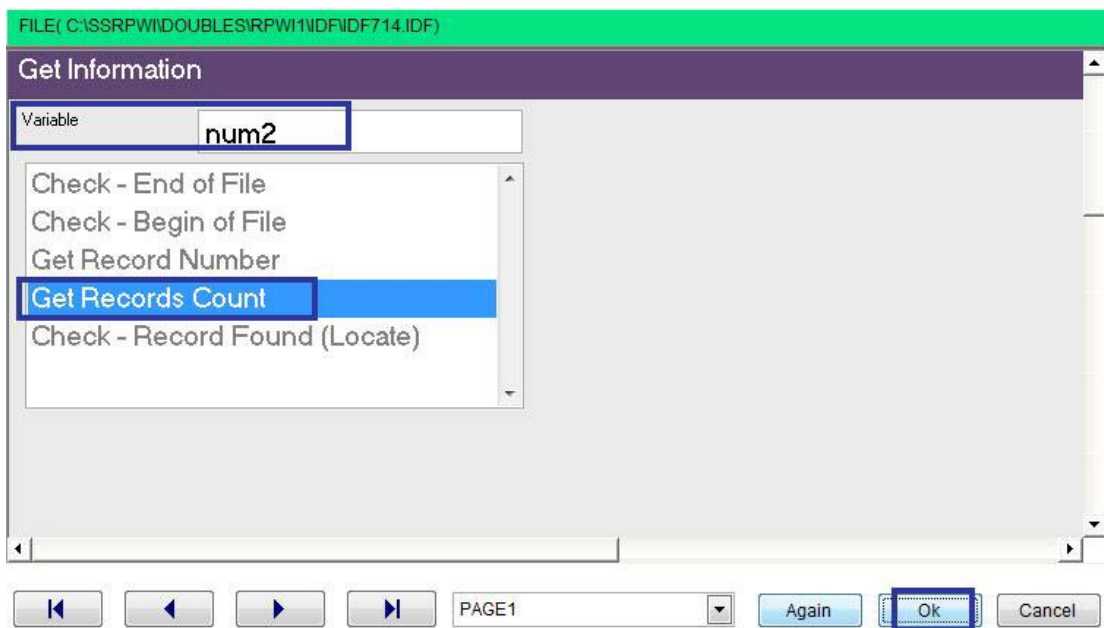 FILE( C:\SSRPWI\DOUBLES\RPWI1\IDF\IDF714.IDF)
Get Information
Variable
num2
Check - End of File
Check - Begin of File
Get Record Number
Get Records Count
Check - Record Found (Locate)
PAGE1
Again
Ok
Cancel